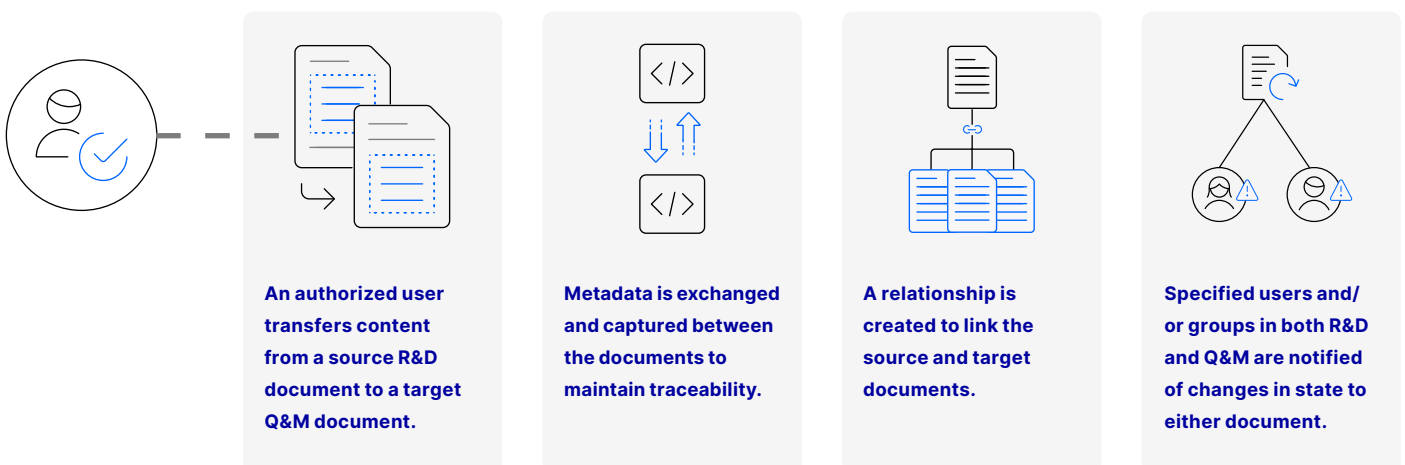 An authorized user
transfers content
from a source R&D
document to a target
Q&M document.
Metadata is exchanged
and captured between
the documents to
maintain traceability.
A relationship is
created to link the
source and target
documents.
Specified users and/
or groups in both R&D
and Q&M are notified
of changes in state to
either document.